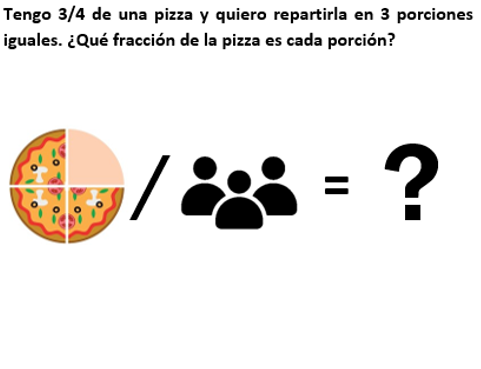 Tengo 3/4 de una pizza y quiero repartirla en 3 porciones
iguales. ¿Qué fracción de la pizza es cada porción?
/ = ?